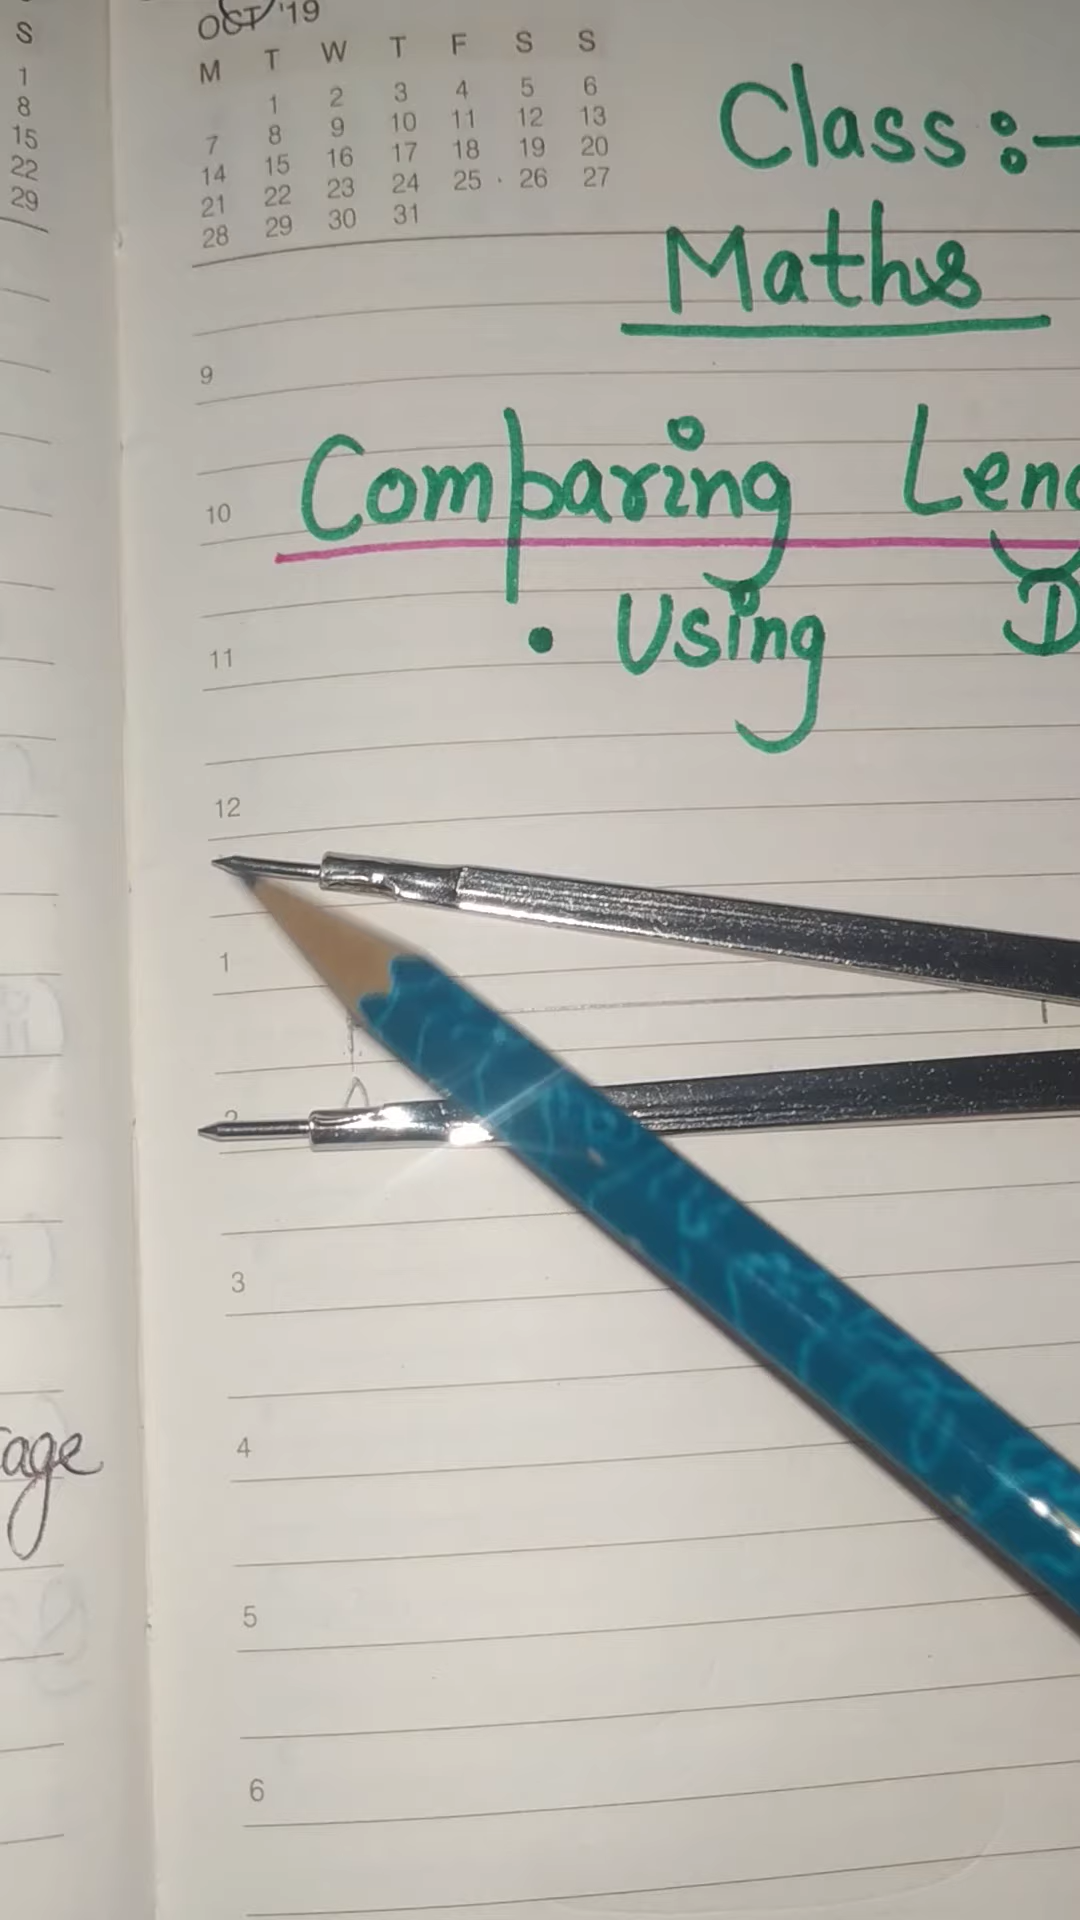 S
1
8
15
22
29
OCT '19
M T W T F S S
1 2 3 4 5 6
7 8 9 10 11 12 13
14 15 16 17 18 19 20
21 22 23 24 25 26 27
28 29 30 31
Class:-
Maths
9
Comparing Leng
10
• Using D
11
12
1
2
3
4
age
5
6